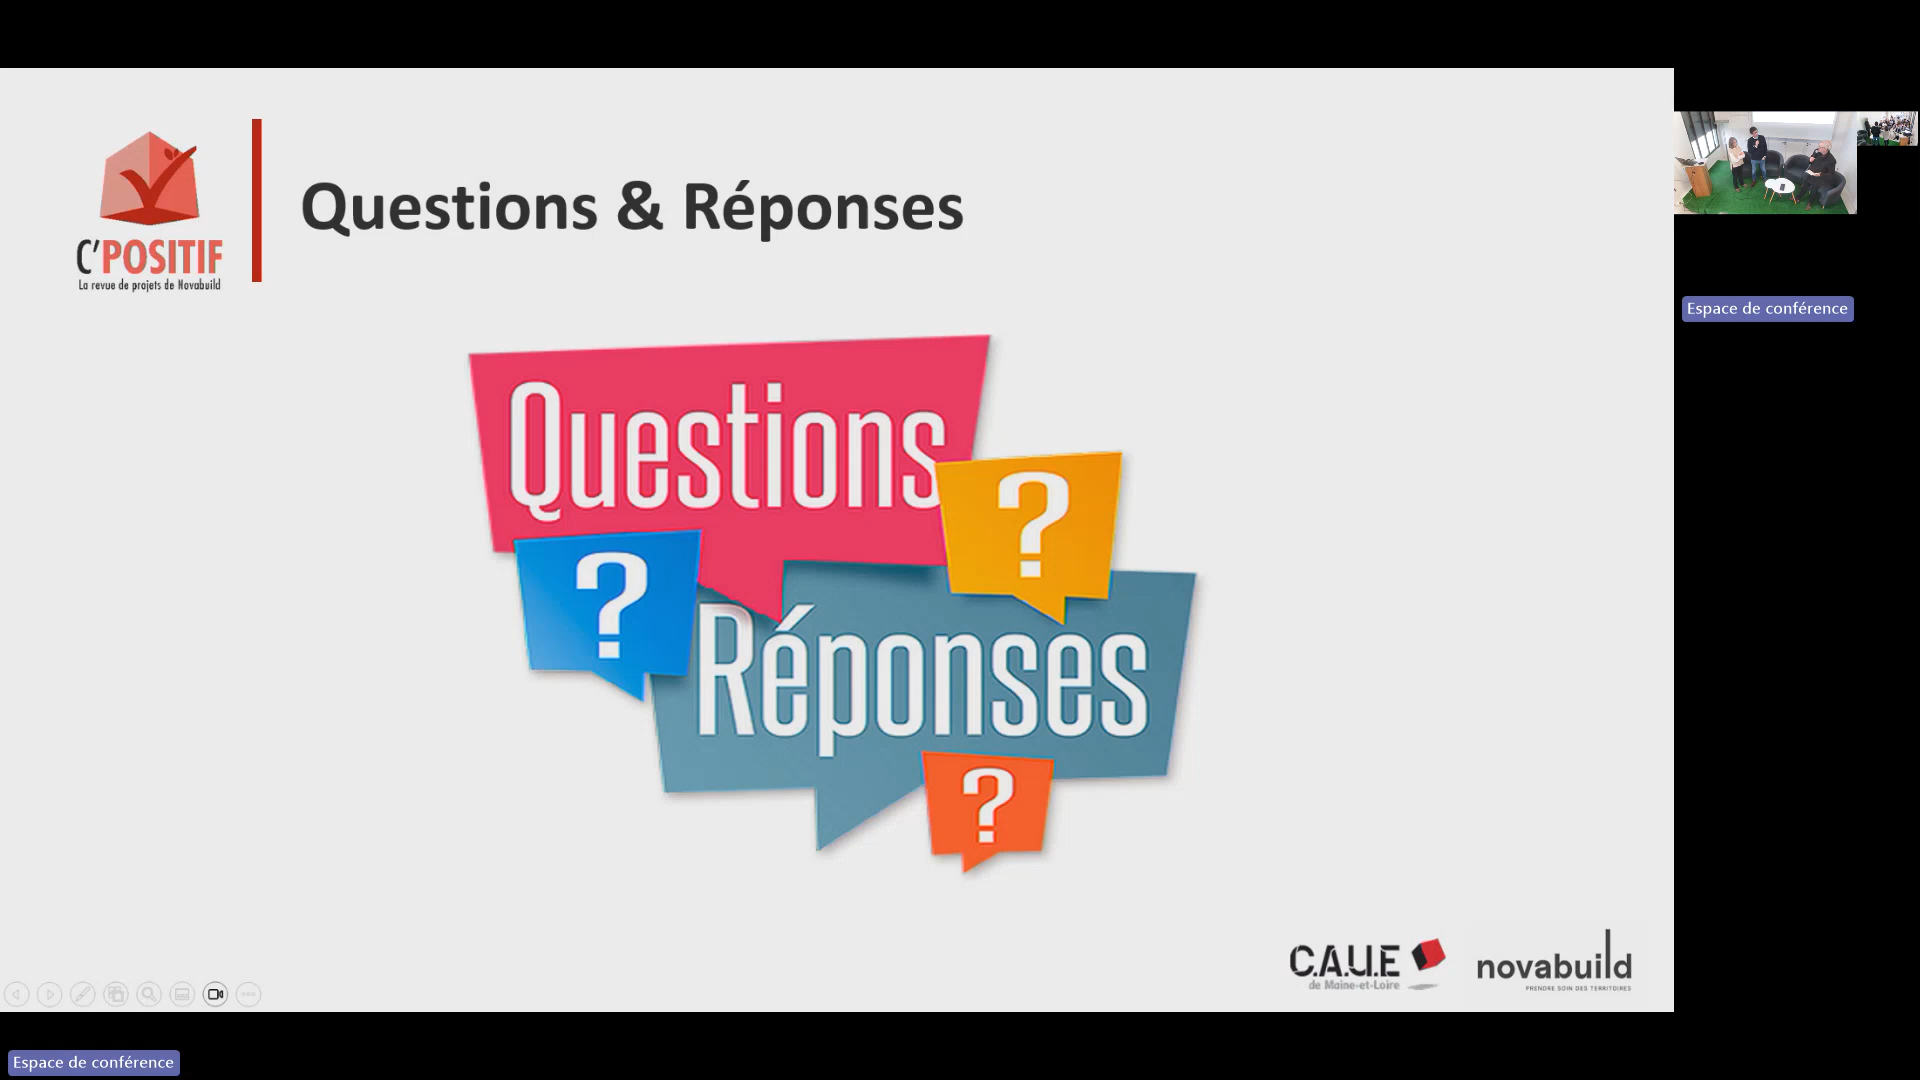 Questions & Réponses
C'POSITIF
La revue de projets de Novabuild
Questions
?
?
Réponses
?
C.A.U.E
de Maine-et-Loire
novabuild
PRENDRE SOIN DES TERRITOIRES
Espace de conférence
Espace de conférence